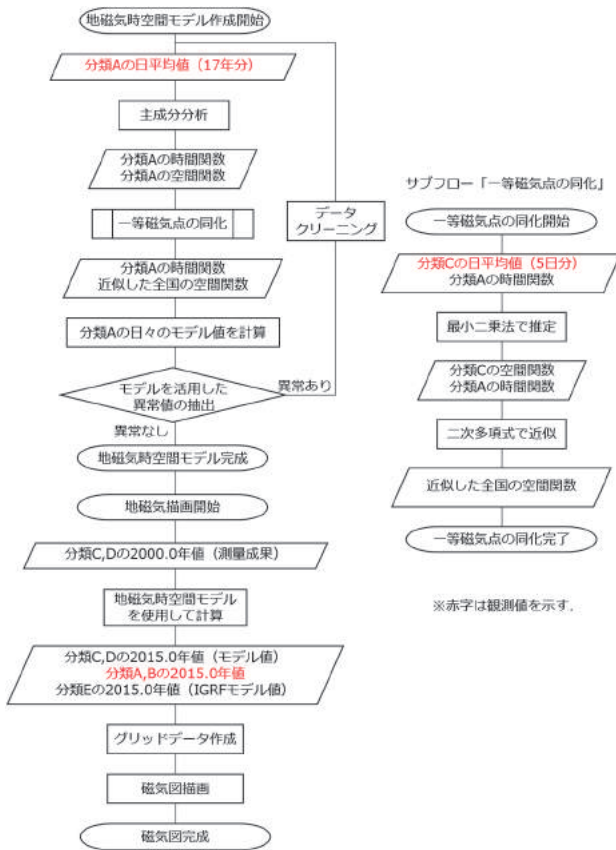 地磁気時空間モデル作成開始
分類Aの日平均値（17年分）
主成分分析
分類Aの時間関数
分類Aの空間関数
一等磁気点の同化
分類Aの時間関数
近似した全国の空間関数
分類Aの日々のモデル値を計算
モデルを活用した
異常値の抽出
異常あり
異常なし
データ
クリーニング
地磁気時空間モデル完成
地磁気描画開始
分類C,Dの2000.0年値（測量成果）
地磁気時空間モデル
を使用して計算
分類C,Dの2015.0年値（モデル値）
分類A,Bの2015.0年値
分類Eの2015.0年値（IGRFモデル値）
グリッドデータ作成
磁気図描画
磁気図完成
サブフロー「一等磁気点の同化」
一等磁気点の同化開始
分類Cの日平均値（5日分）
分類Aの時間関数
最小二乗法で推定
分類Cの空間関数
分類Aの時間関数
二次多項式で近似
近似した全国の空間関数
一等磁気点の同化完了
※赤字は観測値を示す.